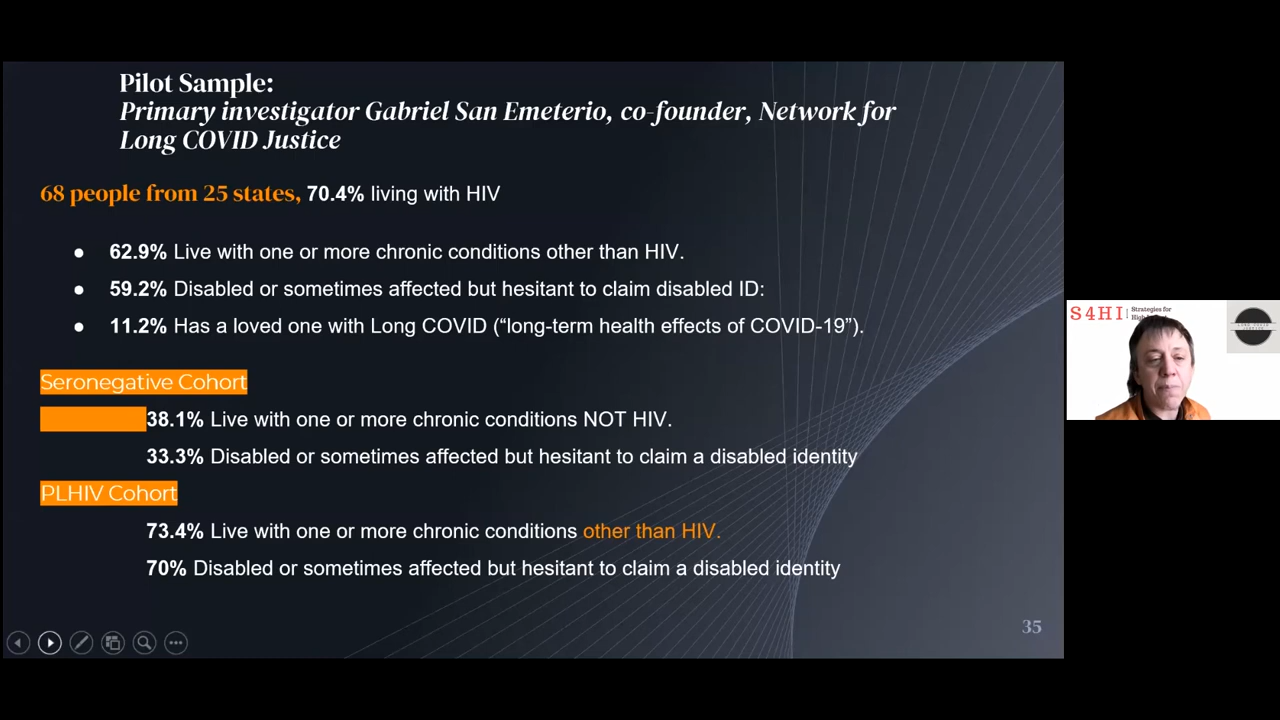 Pilot Sample:
Primary investigator Gabriel San Emeterio, co-founder, Network for
Long COVID Justice
68 people from 25 states, 70.4% living with HIV
● 62.9% Live with one or more chronic conditions other than HIV.
● 59.2% Disabled or sometimes affected but hesitant to claim disabled ID:
● 11.2% Has a loved one with Long COVID (“long-term health effects of COVID-19”).
Seronegative Cohort
38.1% Live with one or more chronic conditions NOT HIV.
33.3% Disabled or sometimes affected but hesitant to claim a disabled identity
PLHIV Cohort
73.4% Live with one or more chronic conditions other than HIV.
70% Disabled or sometimes affected but hesitant to claim a disabled identity
35
S4HI
Strategies for
High